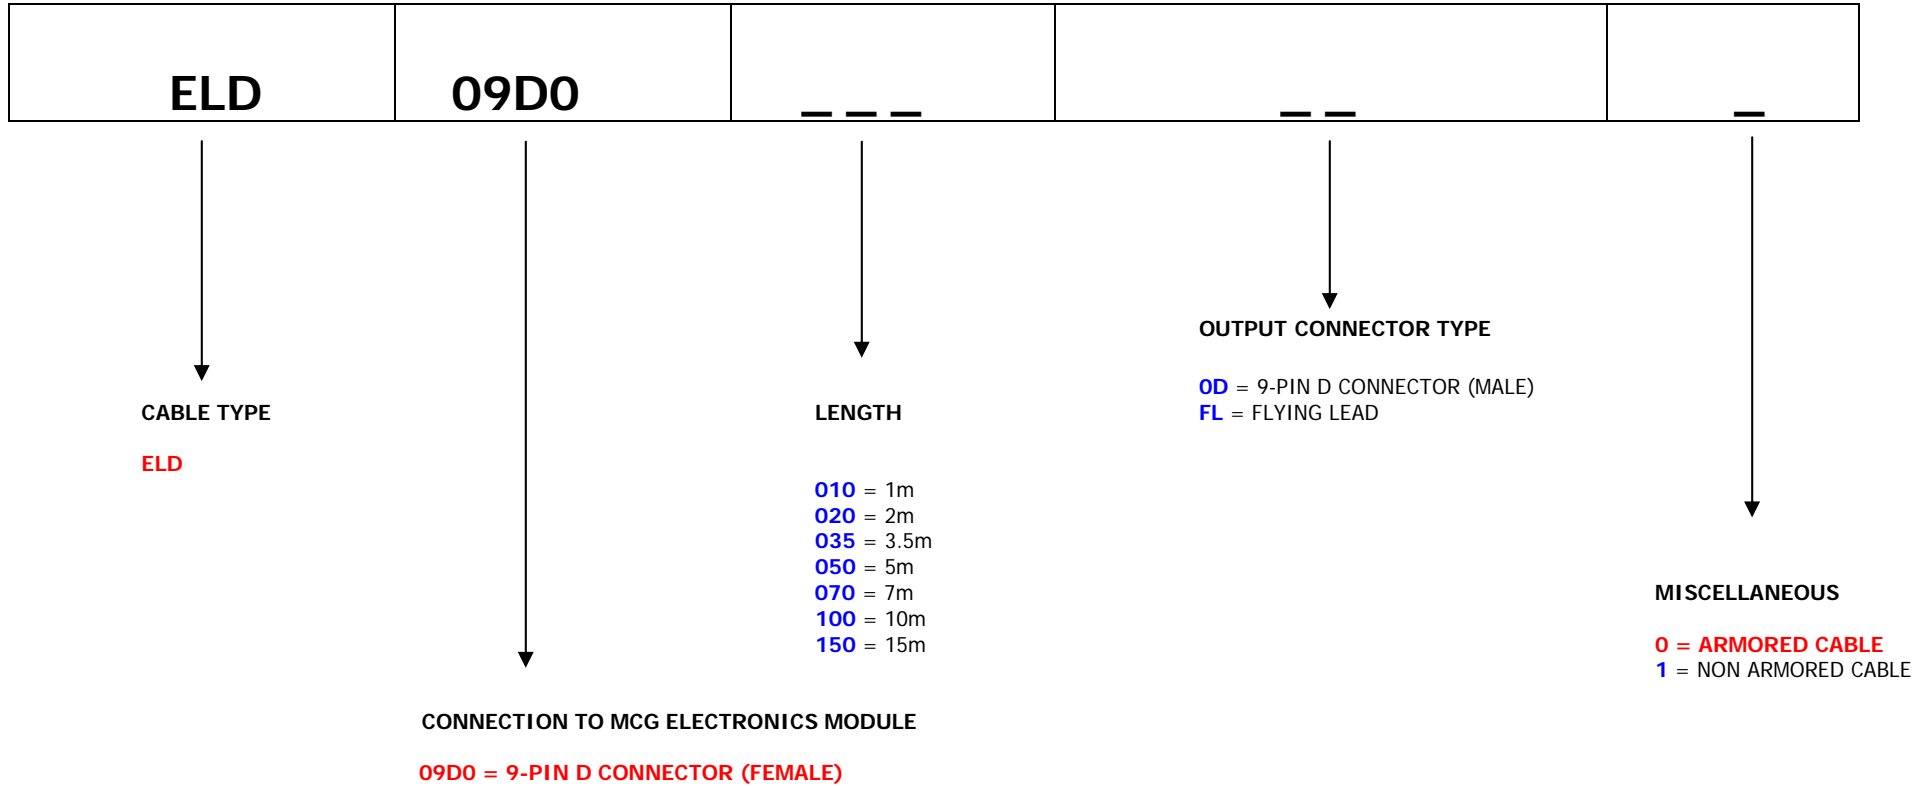 ELD 09D0 _ _ _ _ _ _
CABLE TYPE
ELD
CONNECTION TO MCG ELECTRONICS MODULE
09D0 = 9-PIN D CONNECTOR (FEMALE)
LENGTH
010 = 1m
020 = 2m
035 = 3.5m
050 = 5m
070 = 7m
100 = 10m
150 = 15m
OUTPUT CONNECTOR TYPE
0D = 9-PIN D CONNECTOR (MALE)
FL = FLYING LEAD
MISCELLANEOUS
0 = ARMORED CABLE
1 = NON ARMORED CABLE